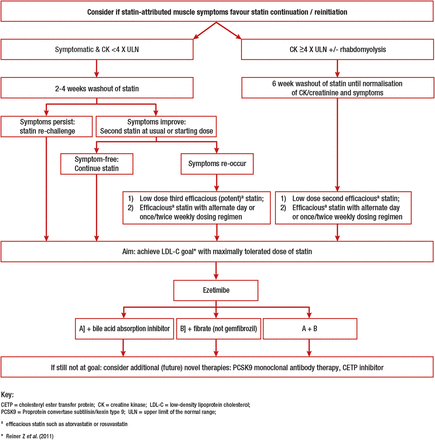 Consider if statin-attributed muscle symptoms favour statin continuation / reinitiation
Symptomatic & CK <4 X ULN
CK ≥4 X ULN +/- rhabdomyolysis
2-4 weeks washout of statin
6 week washout of statin until normalisation
of CK/creatinine and symptoms
Symptoms persist:
statin re-challenge
Symptoms improve:
Second statin at usual or starting dose
Symptom-free:
Continue statin
Symptoms re-occur
1) Low dose third efficacious (potent)§ statin;
2) Efficacious§ statin with alternate day or
once/twice weekly dosing regimen
1) Low dose second efficacious§ statin;
2) Efficacious§ statin with alternate day
or once/twice weekly dosing regimen
Aim: achieve LDL-C goal* with maximally tolerated dose of statin
Ezetimibe
A] + bile acid absorption inhibitor
B] + fibrate (not gemfibrozil)
A + B
If still not at goal: consider additional (future) novel therapies: PCSK9 monoclonal antibody therapy, CETP inhibitor
Key:
CETP = cholesteryl ester transfer protein; CK = creatine kinase; LDL-C = low-density lipoprotein cholesterol;
PCSK9 = Proprotein convertase subtilisin/kexin type 9; ULN = upper limit of the normal range;
§ efficacious statin such as atorvastatin or rosuvastatin
* Reiner Z et al. (2011)